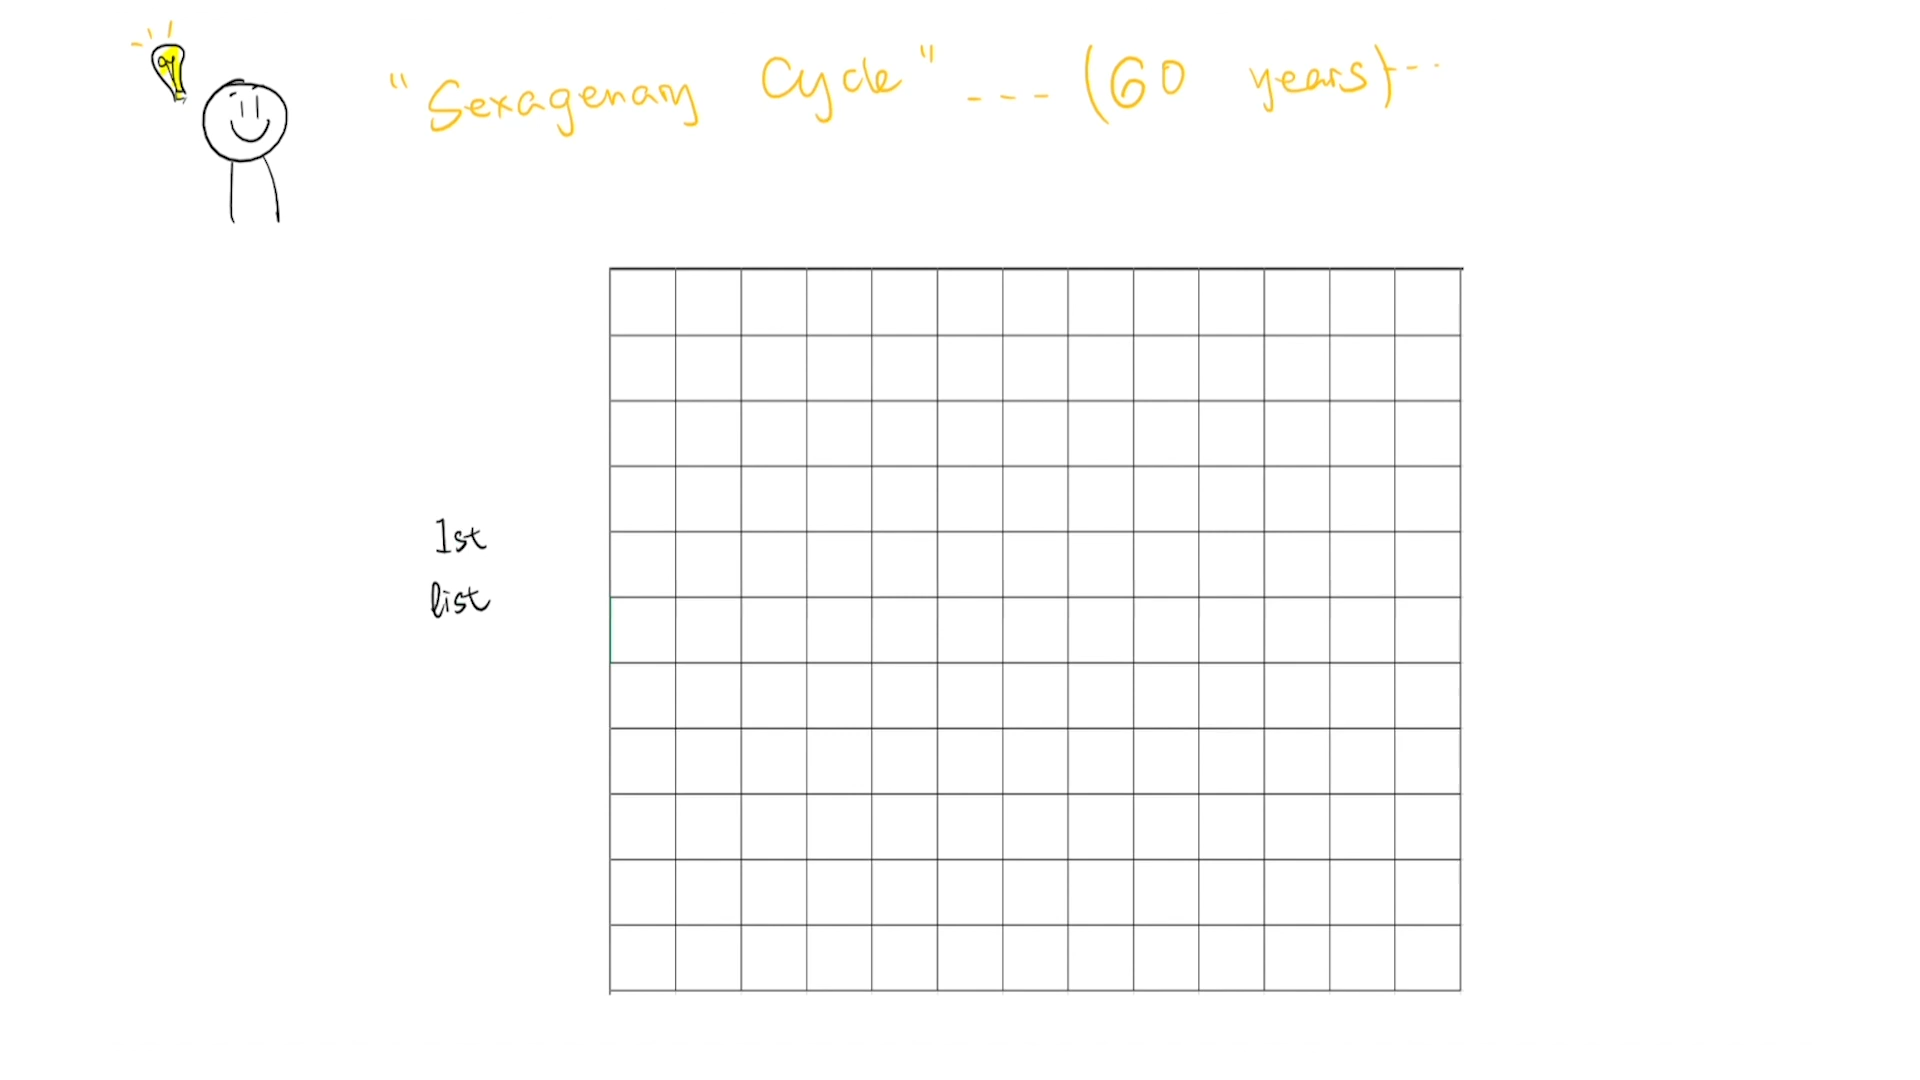 "Sexagenary Cycle" --- (60 years)---
1st
list